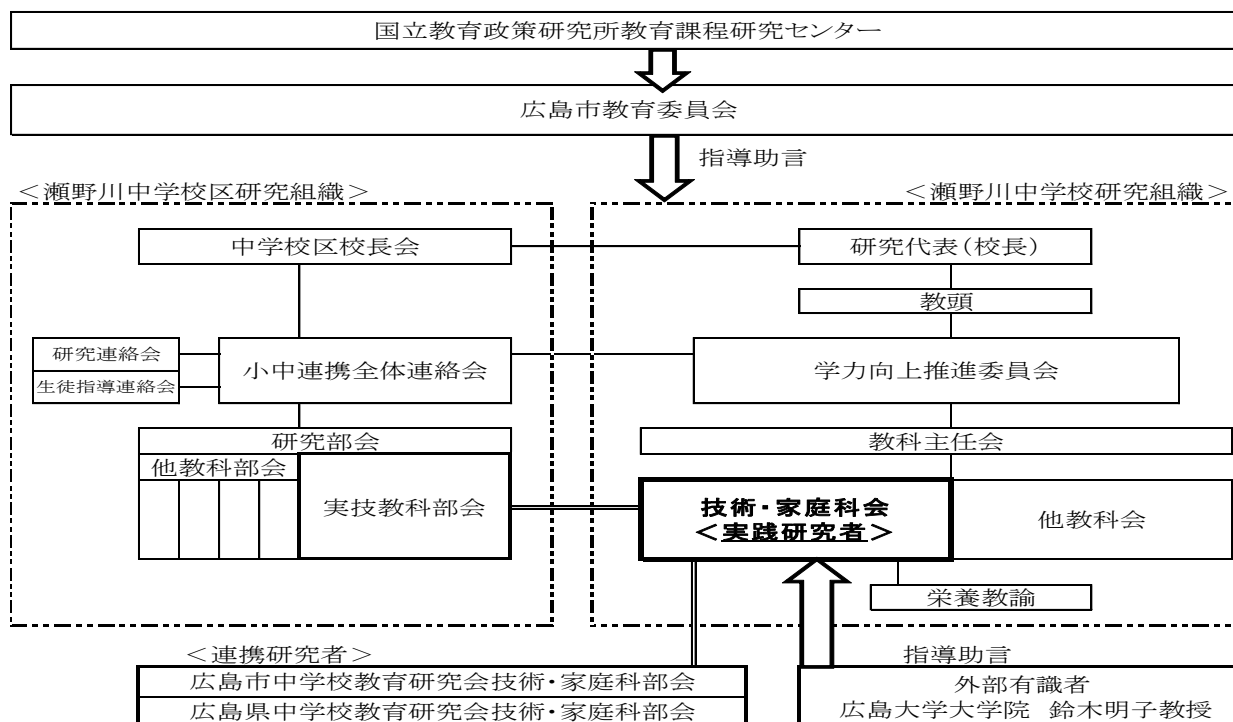 国立教育政策研究所教育課程研究センター
広島市教育委員会
指導助言
＜瀬野川中学校区研究組織＞
＜瀬野川中学校研究組織＞
中学校区校長会
研究代表（校長）
教頭
研究連絡会
生徒指導連絡会
小中連携全体連絡会
学力向上推進委員会
研究部会
教科主任会
他教科部会
実技教科部会
技術・家庭科会
＜実践研究者＞
他教科会
栄養教諭
＜連携研究者＞
指導助言
広島市中学校教育研究会技術・家庭科部会
広島県中学校教育研究会技術・家庭科部会
外部有識者
広島大学大学院　鈴木明子教授